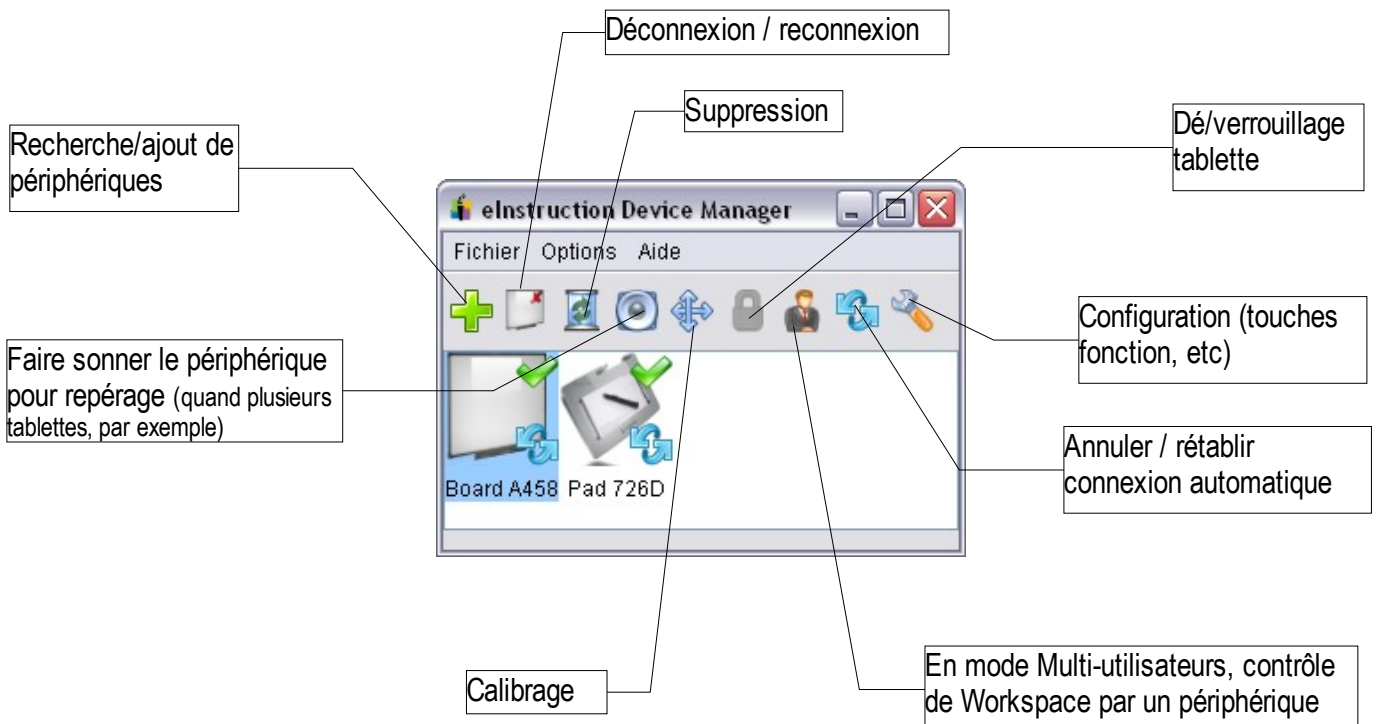 Déconnexion / reconnexion
Suppression
Dé/verrouillage
tablette
Recherche/ajout de
périphériques
eInstruction Device Manager
Fichier Options Aide
Configuration (touches
fonction, etc)
Faire sonner le périphérique
pour repérage (quand plusieurs
tablettes, par exemple)
Annuler / rétablir
connexion automatique
Board A458 Pad 726D
Calibrage
En mode Multi-utilisateurs, contrôle
de Workspace par un périphérique